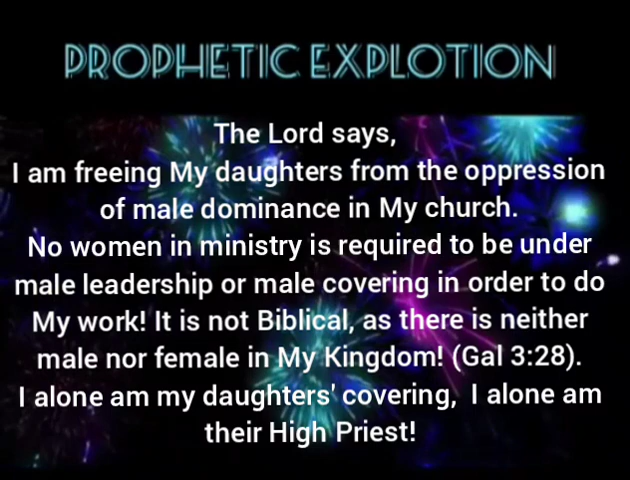 PROPHETIC EXPLOTION
The Lord says,
I am freeing My daughters from the oppression
of male dominance in My church.
No women in ministry is required to be under
male leadership or male covering in order to do
My work! It is not Biblical, as there is neither
male nor female in My Kingdom! (Gal 3:28).
I alone am my daughters' covering,  I alone am
their High Priest!